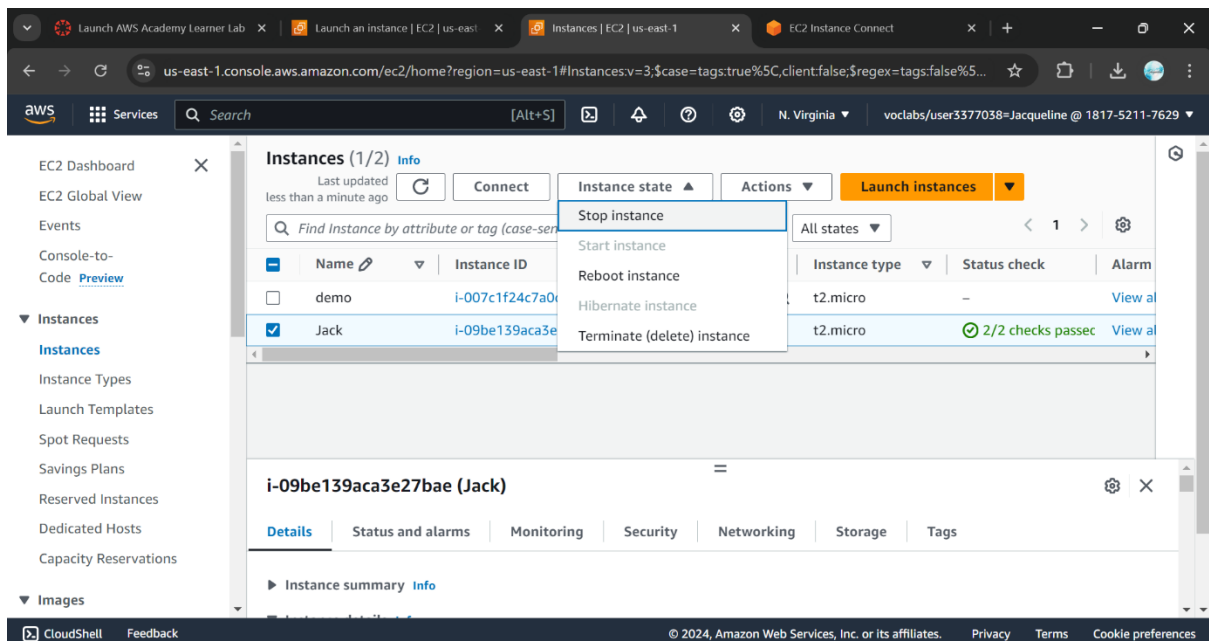 Launch AWS Academy Learner Lab
Launch an instance | EC2 | us-east
Instances | EC2 | us-east-1
EC2 Instance Connect
us-east-1.console.aws.amazon.com/ec2/home?region=us-east-1#Instances:v=3;$case=tags:true%5C,client:false;$regex=tags:false%5...
aws Services Search [Alt+S] N. Virginia voclabs/user3377038=Jacqueline @ 1817-5211-7629
EC2 Dashboard
EC2 Global View
Events
Console-to-
Code Preview
Instances
Instances
Instance Types
Launch Templates
Spot Requests
Savings Plans
Reserved Instances
Dedicated Hosts
Capacity Reservations
Images
Instances (1/2) Info
Last updated
less than a minute ago
Connect Instance state Actions Launch instances
Find Instance by attribute or tag (case-sen
All states 1
Stop instance
Start instance
Reboot instance
Hibernate instance
Terminate (delete) instance
Name Instance ID Instance type Status check Alarm
demo i-007c1f24c7a0 t2.micro – View al
Jack i-09be139aca3e t2.micro 2/2 checks passec View al
i-09be139aca3e27bae (Jack)
Details Status and alarms Monitoring Security Networking Storage Tags
Instance summary Info
CloudShell Feedback © 2024, Amazon Web Services, Inc. or its affiliates. Privacy Terms Cookie preferences